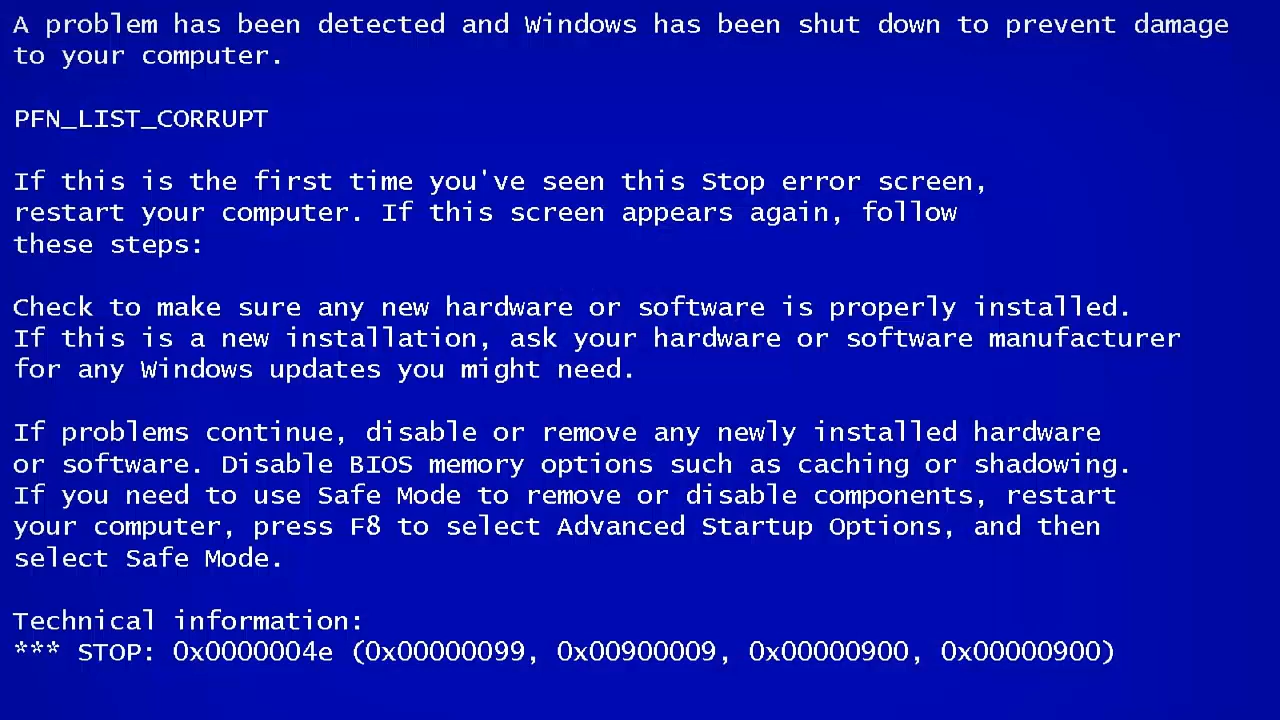 A problem has been detected and Windows has been shut down to prevent damage
to your computer.
PFN_LIST_CORRUPT
If this is the first time you've seen this Stop error screen,
restart your computer. If this screen appears again, follow
these steps:
Check to make sure any new hardware or software is properly installed.
If this is a new installation, ask your hardware or software manufacturer
for any Windows updates you might need.
If problems continue, disable or remove any newly installed hardware
or software. Disable BIOS memory options such as caching or shadowing.
If you need to use Safe Mode to remove or disable components, restart
your computer, press F8 to select Advanced Startup Options, and then
select Safe Mode.
Technical information:
*** STOP: 0x0000004e (0x00000099, 0x00900009, 0x00000900, 0x00000900)